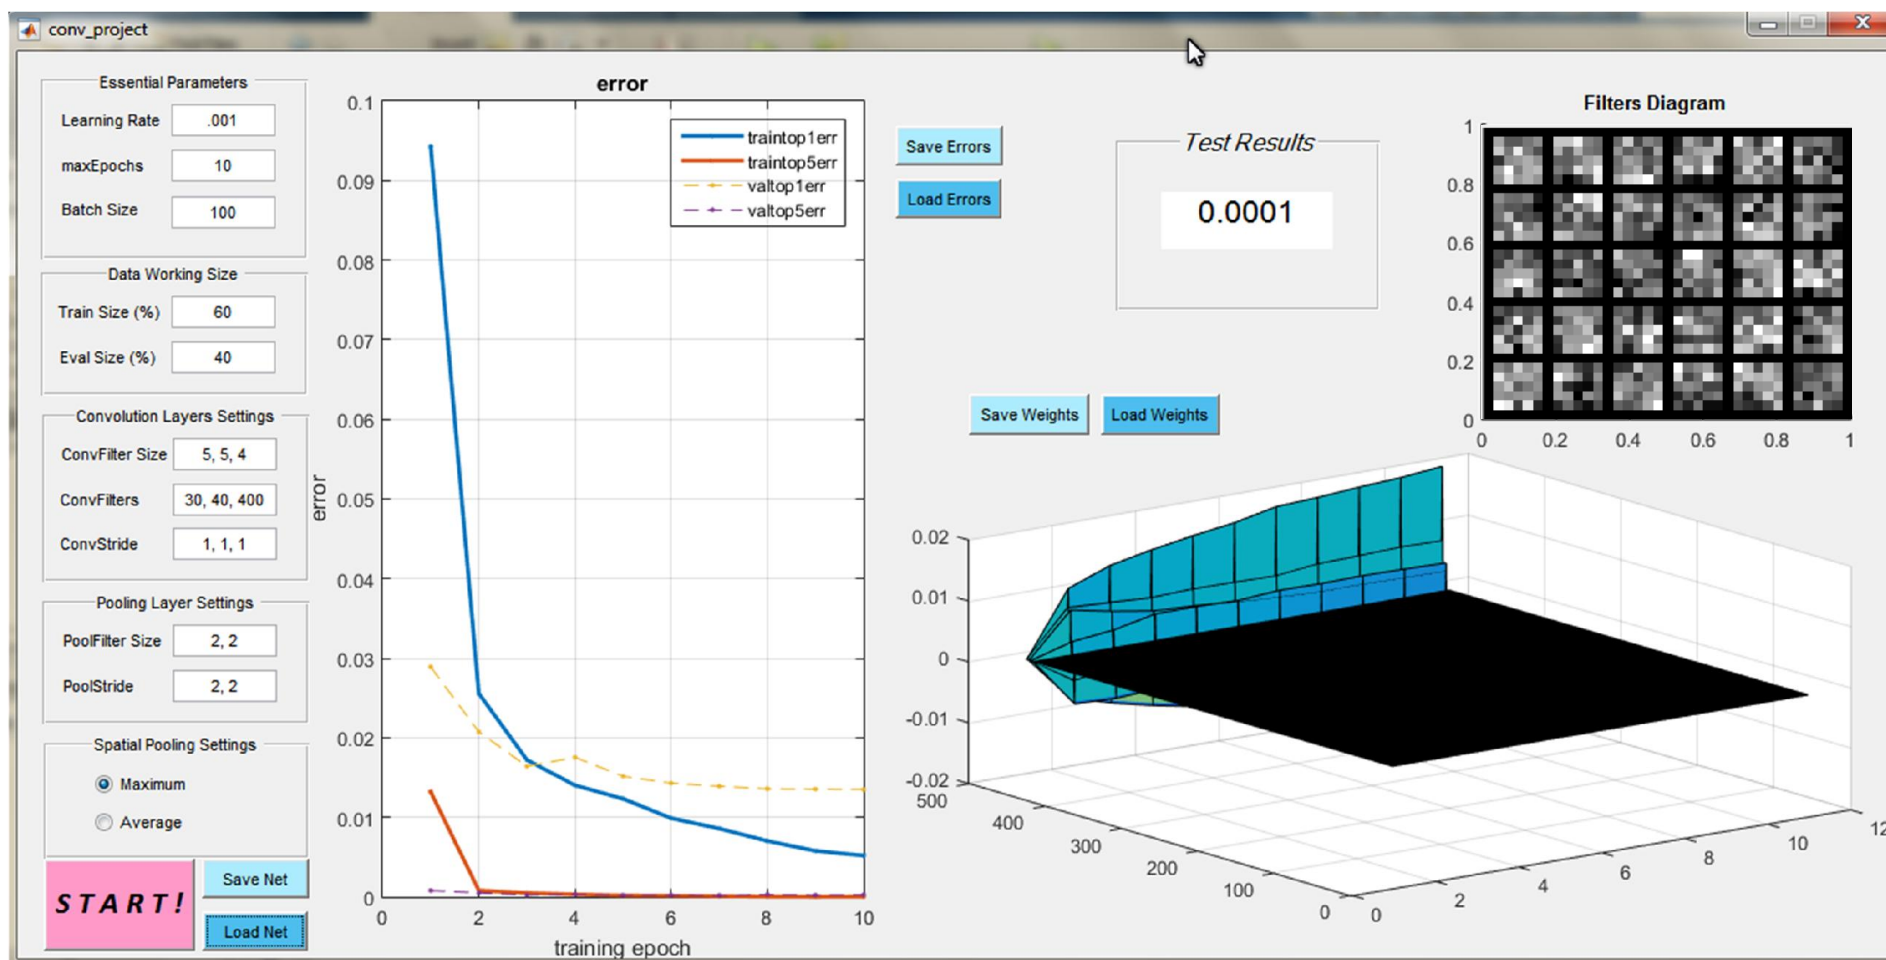 conv_project
Essential Parameters
Learning Rate .001
maxEpochs 10
Batch Size 100
Data Working Size
Train Size (%) 60
Eval Size (%) 40
Convolution Layers Settings
ConvFilter Size 5, 5, 4
ConvFilters 30, 40, 400
ConvStride 1, 1, 1
Pooling Layer Settings
PoolFilter Size 2, 2
PoolStride 2, 2
Spatial Pooling Settings
Maximum
Average
START!
Save Net
Load Net
error
0.1
0.09
0.08
0.07
0.06
0.05
0.04
0.03
0.02
0.01
0
error
0 2 4 6 8 10
training epoch
traintop1err
traintop5err
valtop1err
valtop5err
Save Errors
Load Errors
Test Results
0.0001
Save Weights
Load Weights
Filters Diagram
1
0.8
0.6
0.4
0.2
0
0 0.2 0.4 0.6 0.8 1
0.02
0.01
0
-0.01
-0.02
500 400 300 200 100 0
0 2 4 6 8 10 12